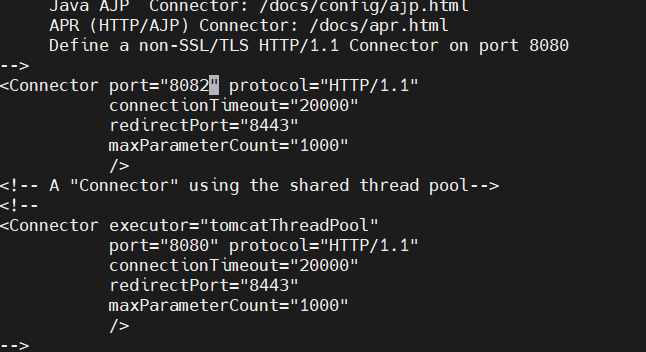 Java AJP  Connector: /docs/config/ajp.html
APR (HTTP/AJP) Connector: /docs/apr.html
Define a non-SSL/TLS HTTP/1.1 Connector on port 8080
-->
<Connector port="8082" protocol="HTTP/1.1"
connectionTimeout="20000"
redirectPort="8443"
maxParameterCount="1000"
/>
<!-- A "Connector" using the shared thread pool-->
<!--
<Connector executor="tomcatThreadPool"
port="8080" protocol="HTTP/1.1"
connectionTimeout="20000"
redirectPort="8443"
maxParameterCount="1000"
/>
-->